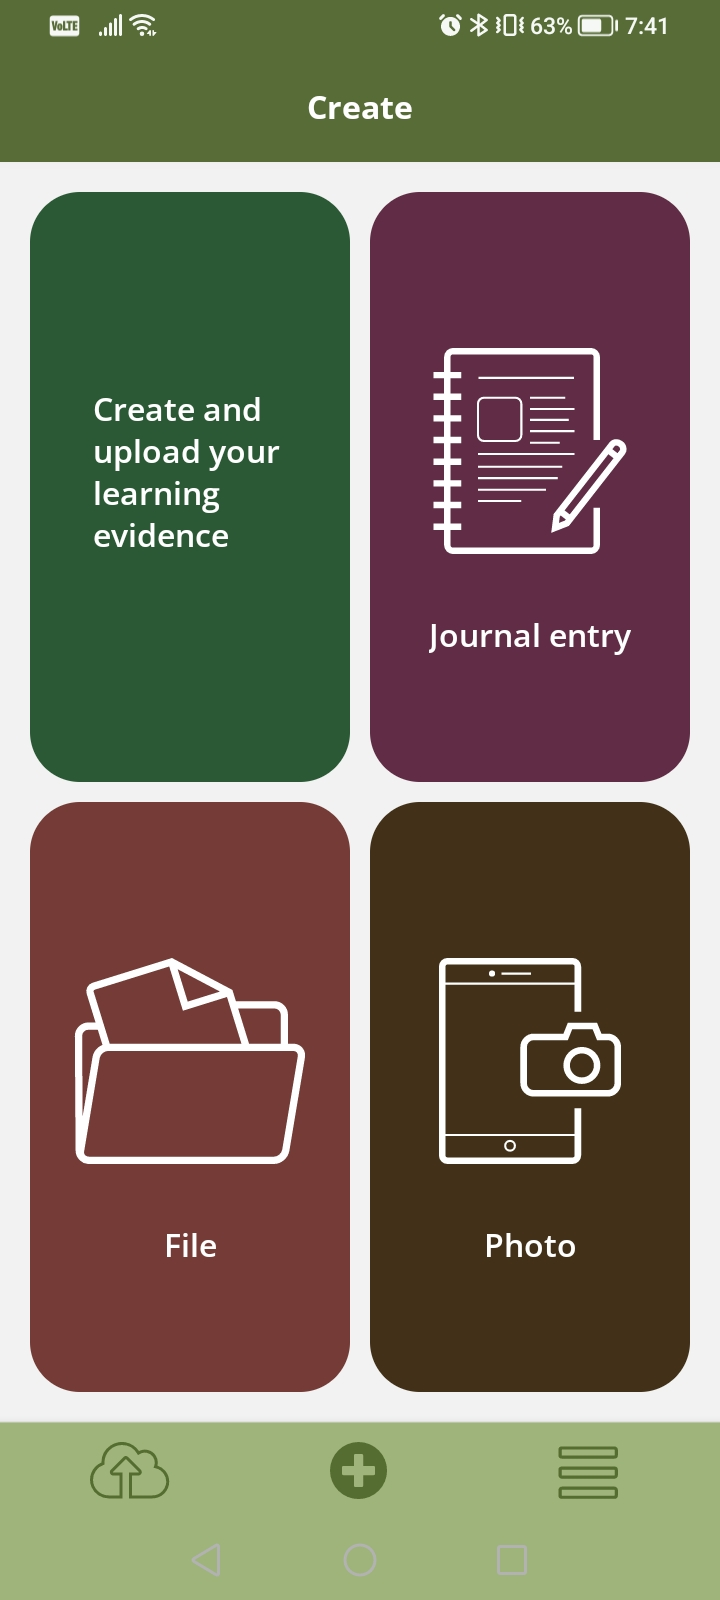 VoLTE 63% 7:41
Create
Create and
upload your
learning
evidence
Journal entry
File
Photo